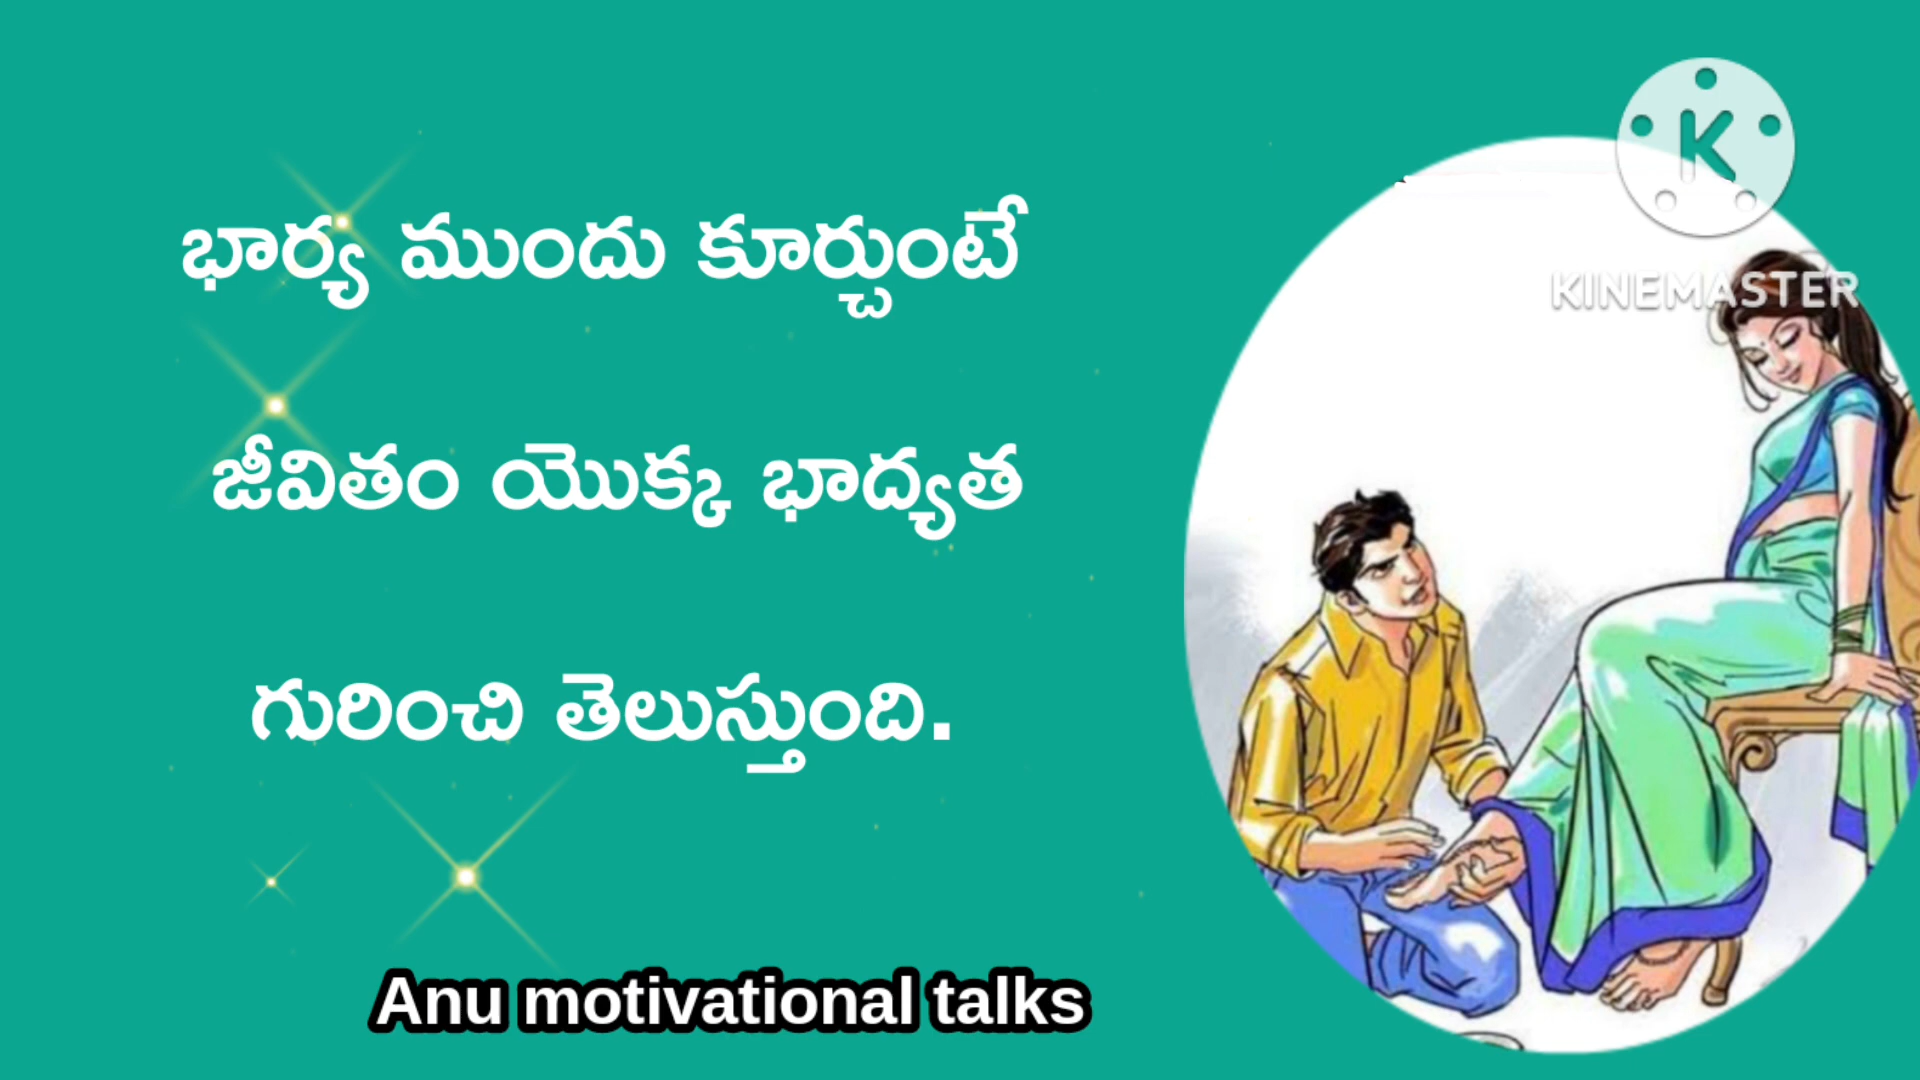 K
KINEMASTER
భార్య ముందు కూర్చుంటే
జీవితం యొక్క భాద్యత
గురించి తెలుస్తుంది.
Anu motivational talks